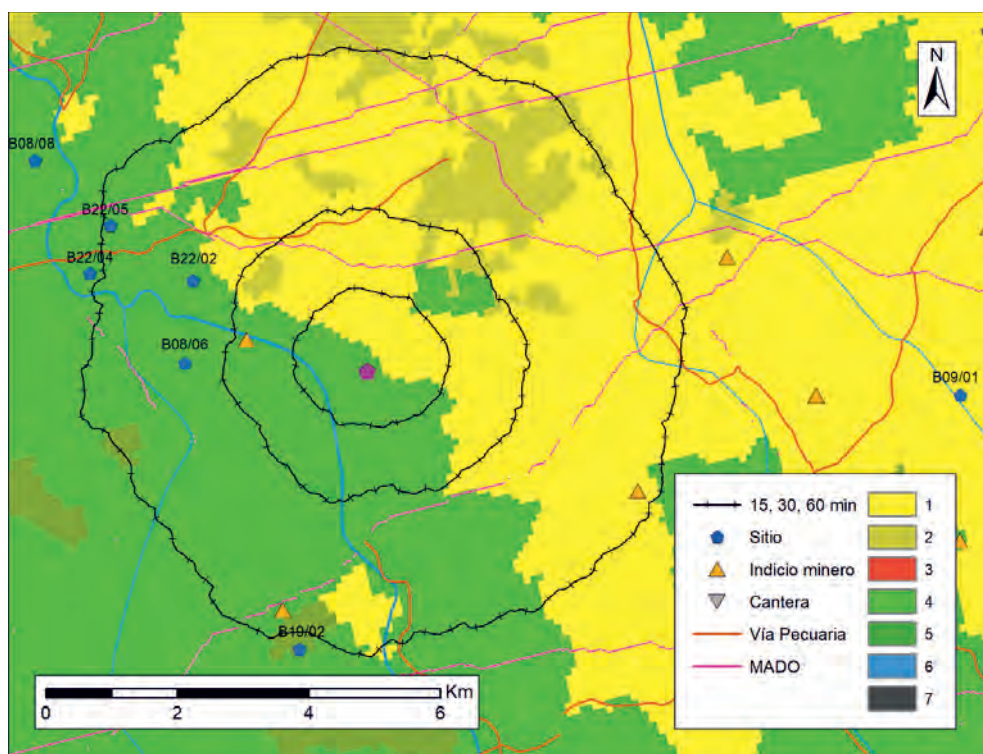 N
B08/08
B22/05
B22/04
B22/02
B08/06
B09/01
B19/02
15, 30, 60 min
Sitio
Indicio minero
Cantera
Vía Pecuaria
MADO
1
2
3
4
5
6
7
Km
0 2 4 6